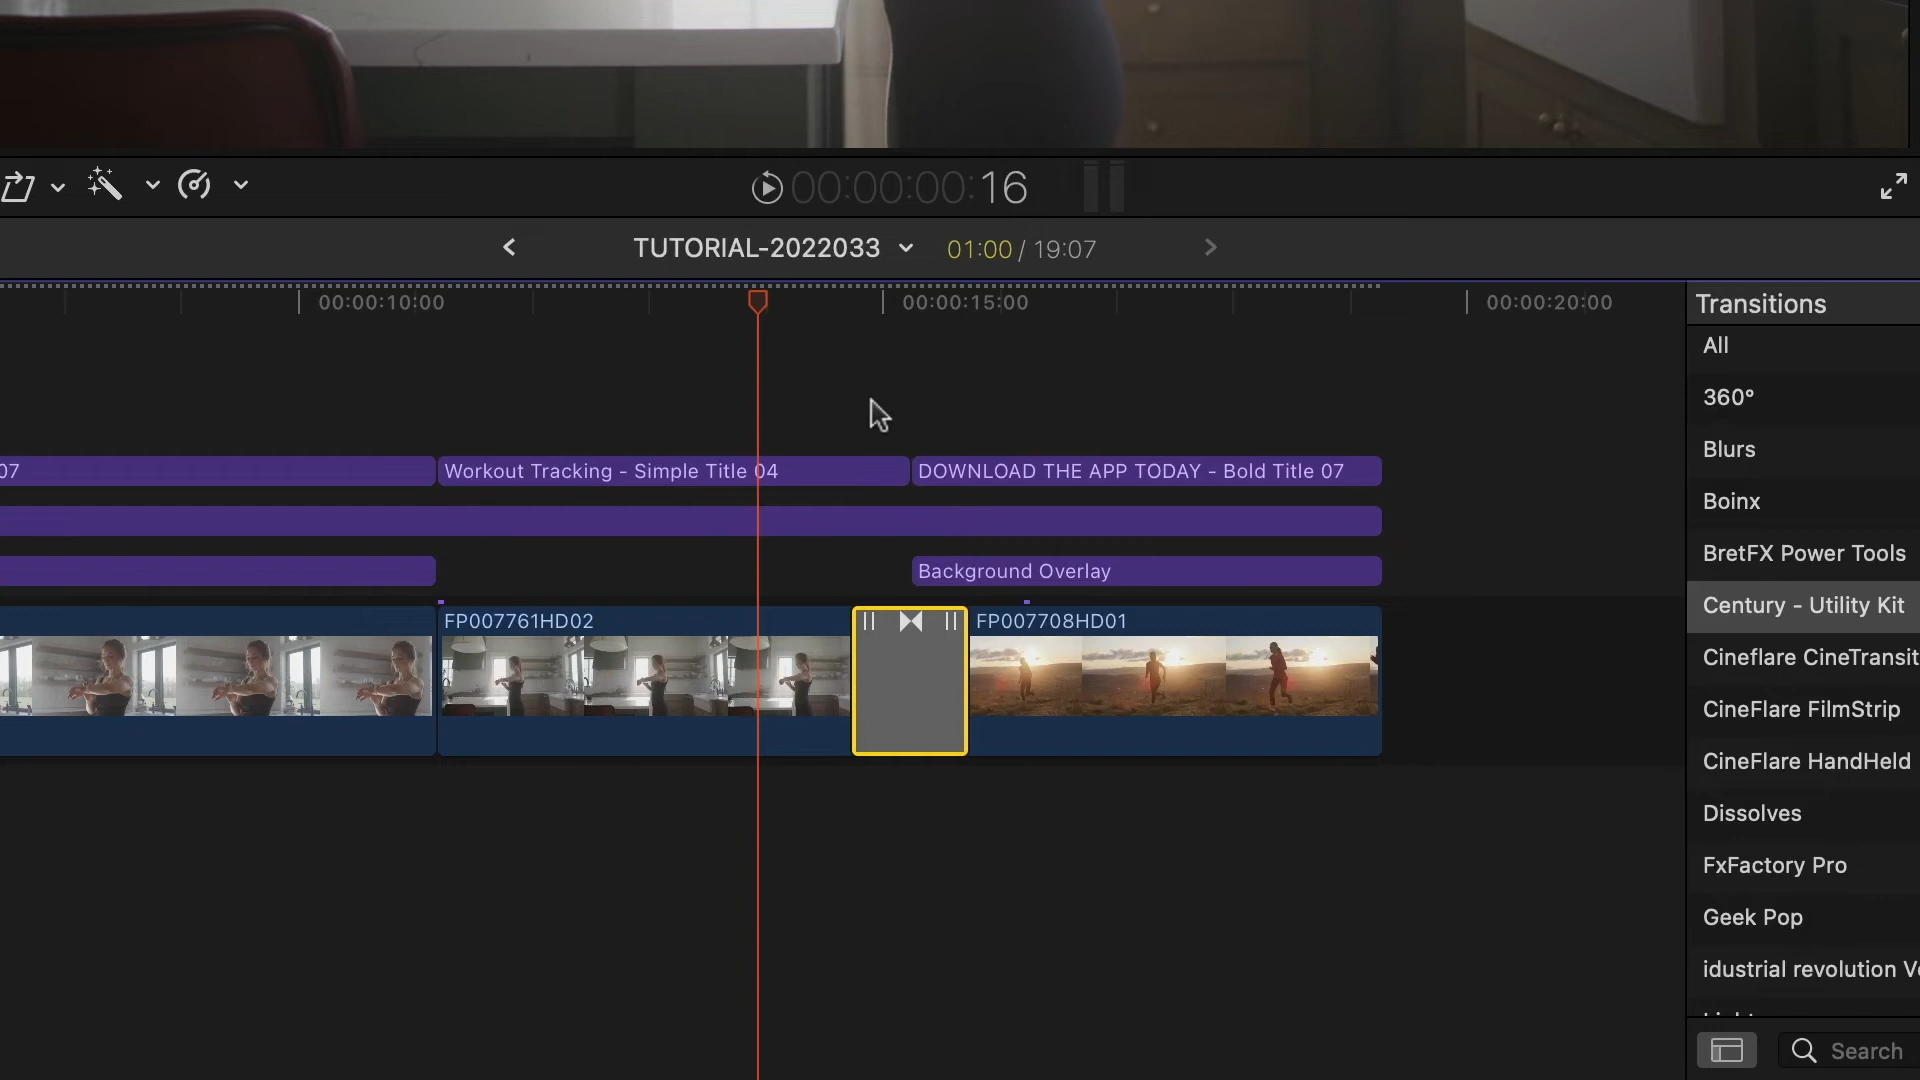 00:00:00:16
TUTORIAL-2022033
01:00 / 19:07
00:00:10:00
00:00:15:00
00:00:20:00
Transitions
All
360°
Blurs
Boinx
BretFX Power Tools
Century - Utility Kit
Cineflare CineTransit
CineFlare FilmStrip
CineFlare HandHeld
Dissolves
FxFactory Pro
Geek Pop
idustrial revolution
Search
07
Workout Tracking - Simple Title 04
DOWNLOAD THE APP TODAY - Bold Title 07
Background Overlay
FP007761HD02
FP007708HD01